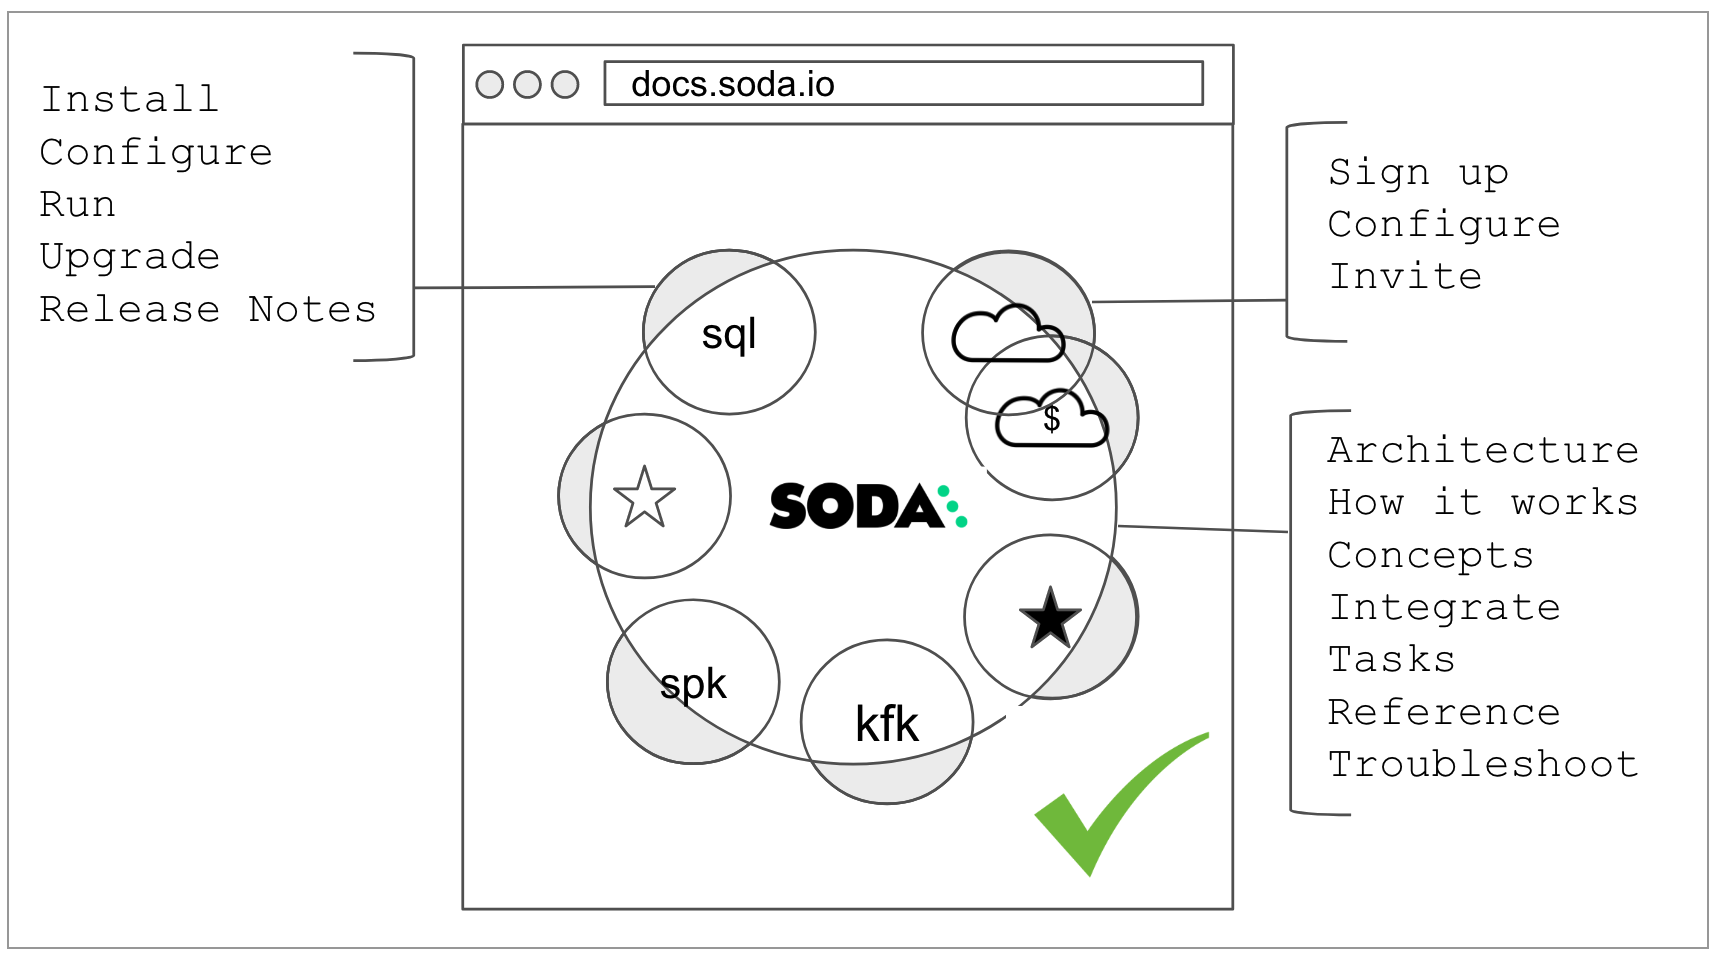 docs.soda.io
Install
Configure
Run
Upgrade
Release Notes
Sign up
Configure
Invite
sql
$
SODA
spk
kfk
Architecture
How it works
Concepts
Integrate
Tasks
Reference
Troubleshoot